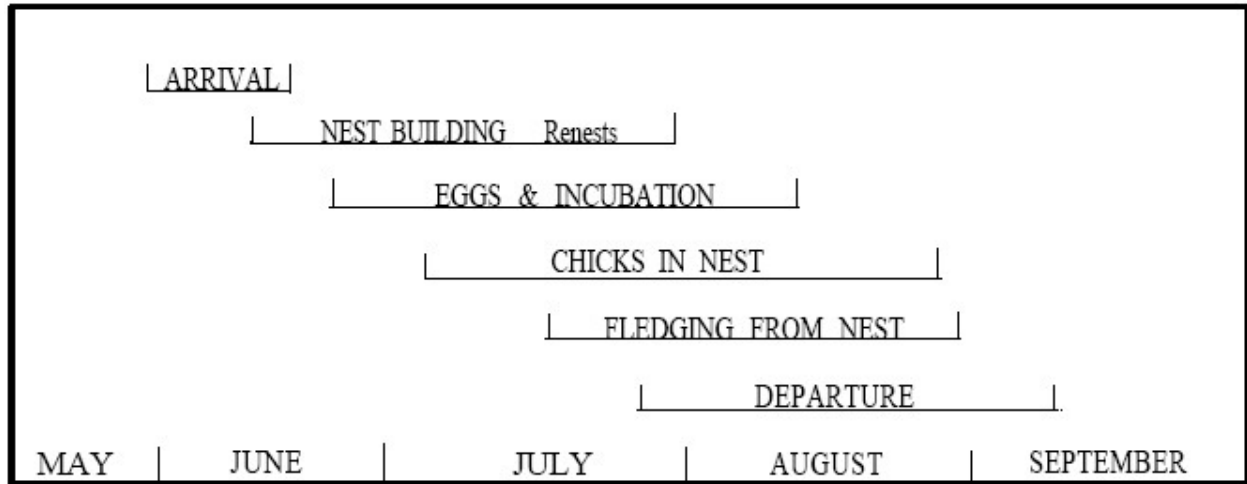 ARRIVAL
NEST BUILDING Renests
EGGS & INCUBATION
CHICKS IN NEST
FLEDGING FROM NEST
DEPARTURE
MAY JUNE JULY AUGUST SEPTEMBER